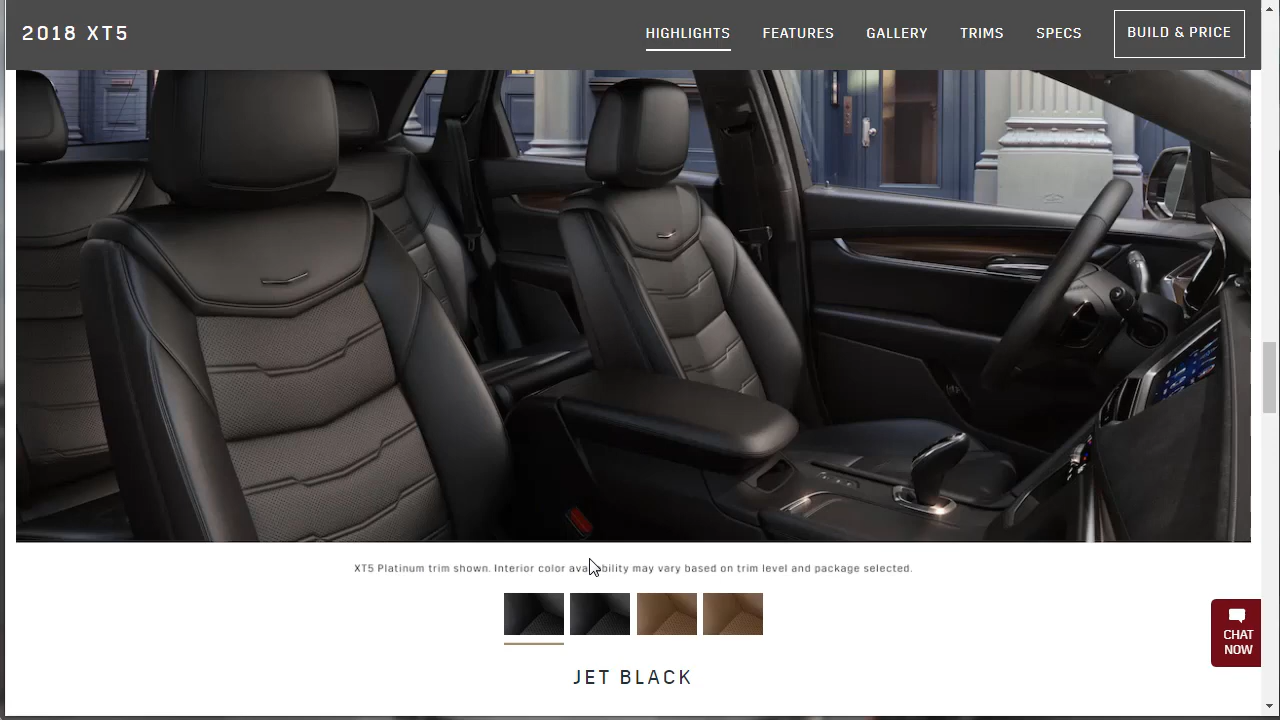 2018 XT5
HIGHLIGHTS
FEATURES
GALLERY
TRIMS
SPECS
BUILD & PRICE
XT5 Platinum trim shown. Interior color availability may vary based on trim level and package selected.
CHAT
NOW
JET BLACK